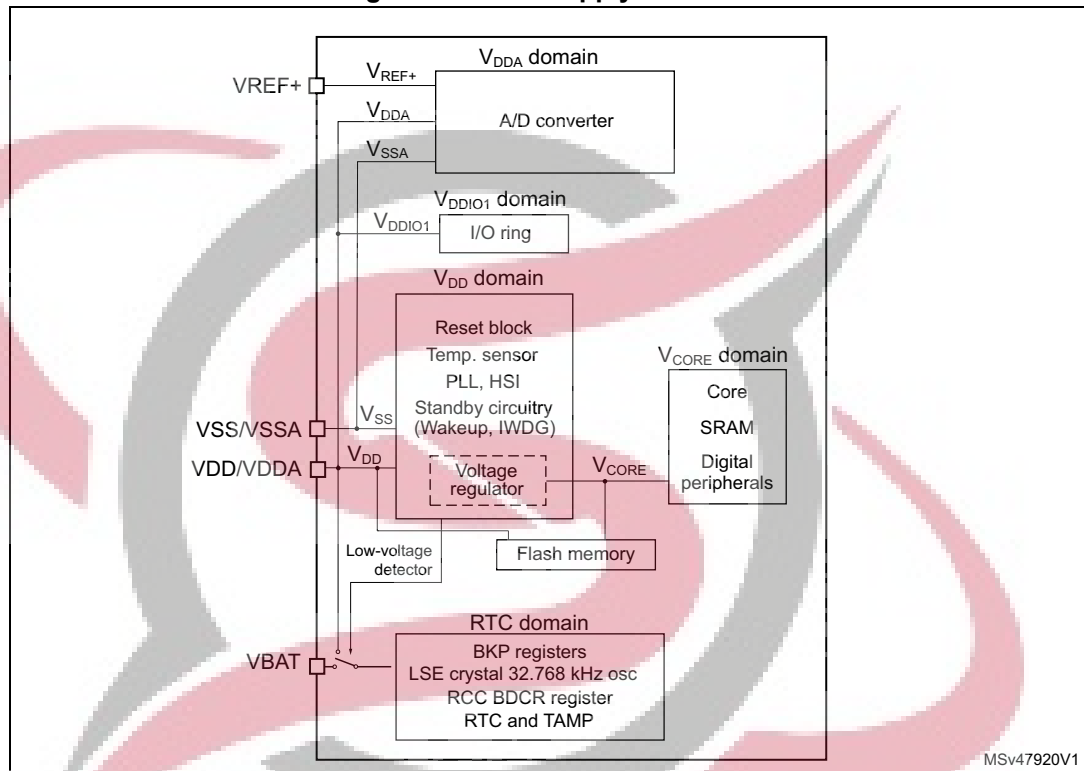 VDDA domain
VREF+
VREF+
VDDA
A/D converter
VSSA
VDDIO1 domain
VDDIO1
I/O ring
VDD domain
Reset block
Temp. sensor
PLL, HSI
Standby circuitry
(Wakeup, IWDG)
VCORE domain
Core
SRAM
Digital
peripherals
VSS/VSSA
VSS
VDD/VDDA
VDD
Voltage
regulator
VCORE
Low-voltage
detector
Flash memory
RTC domain
VBAT
BKP registers
LSE crystal 32.768 kHz osc
RCC BDCR register
RTC and TAMP
MSv47920V1